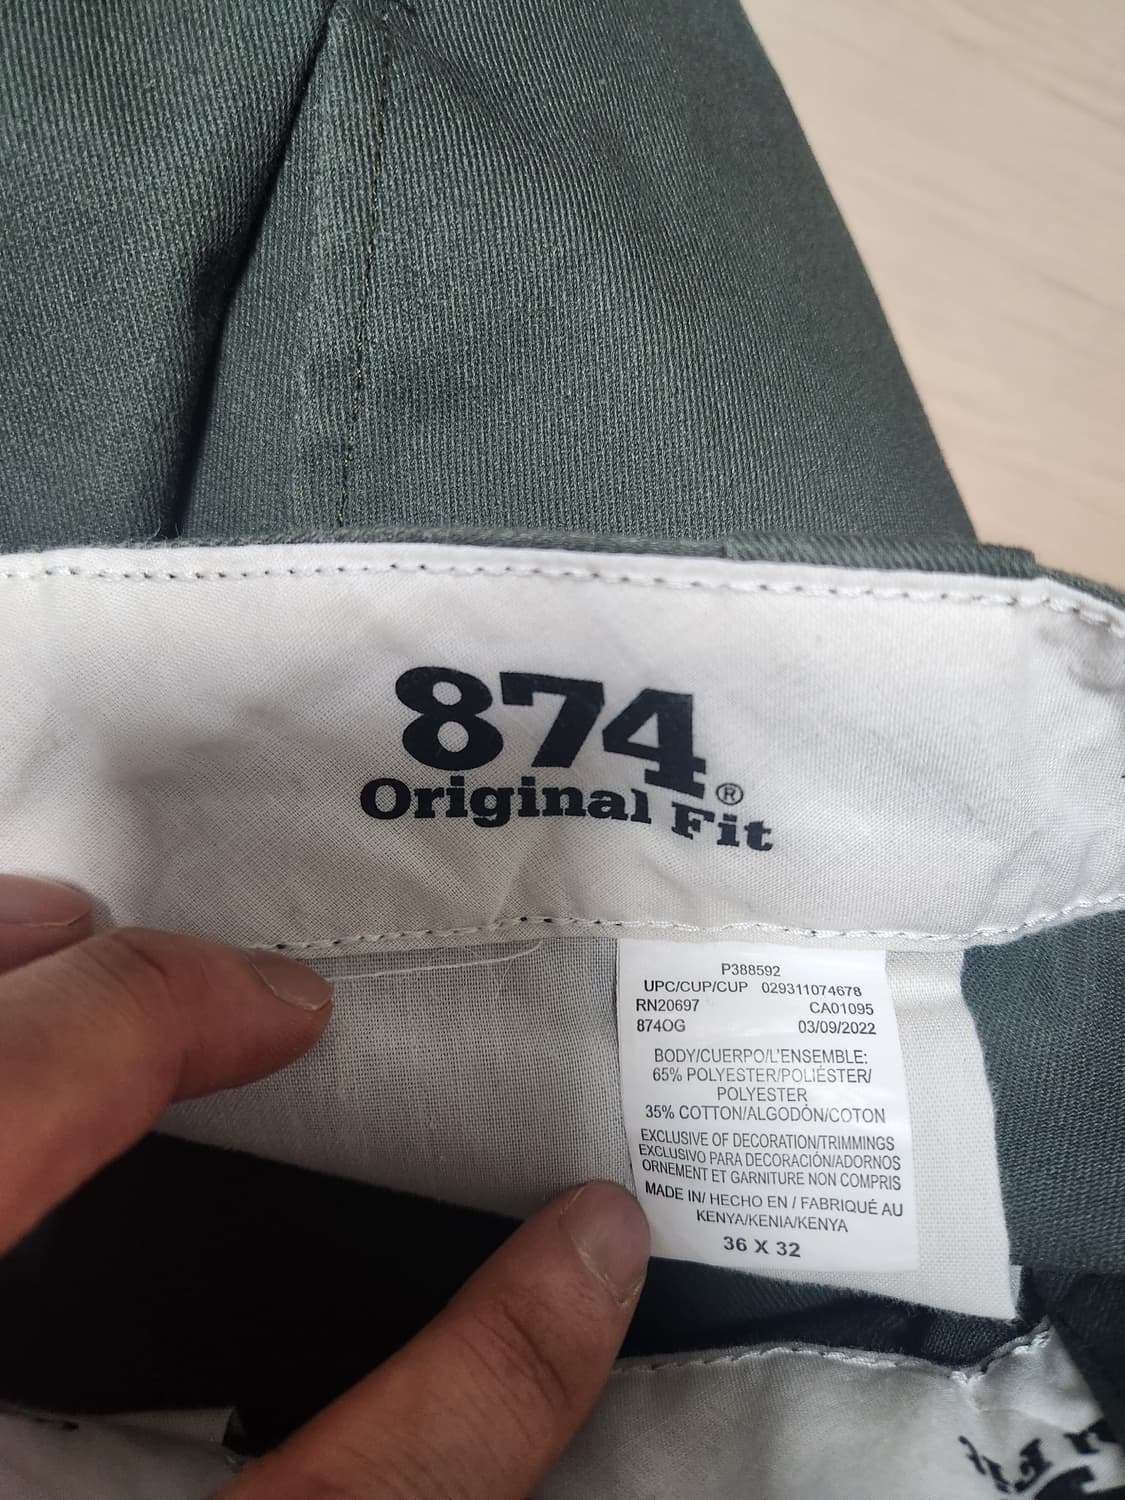 874®
Original Fit
P388592
UPC/CUP/CUP 029311074678
RN20697 CA01095
874OG 03/09/2022
BODY/CUERPO/L'ENSEMBLE:
65% POLYESTER/POLIÉSTER/
POLYESTER
35% COTTON/ALGODÓN/COTON
EXCLUSIVE OF DECORATION/TRIMMINGS
EXCLUSIVO PARA DECORACIÓN/ADORNOS
ORNEMENT ET GARNITURE NON COMPRIS
MADE IN/ HECHO EN / FABRIQUÉ AU
KENYA/KENIA/KENYA
36 X 32